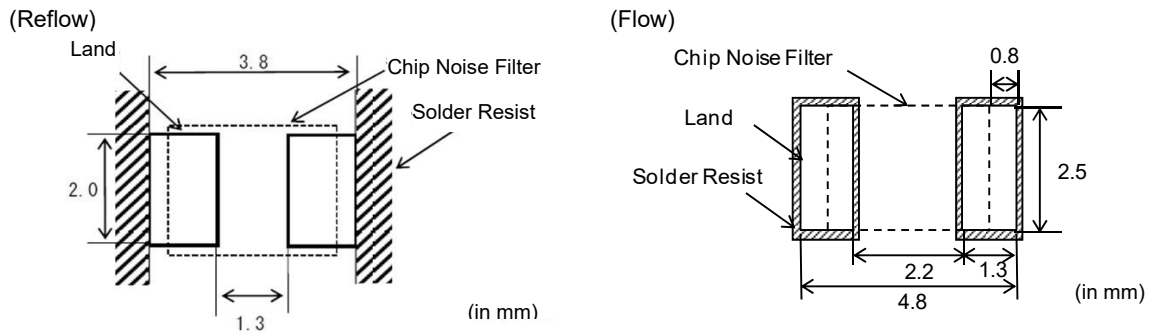 (Reflow)
Land
3.8
Chip Noise Filter
Solder Resist
2.0
1.3
(in mm)
(Flow)
0.8
Chip Noise Filter
Land
Solder Resist
2.5
2.2
1.3
4.8
(in mm)